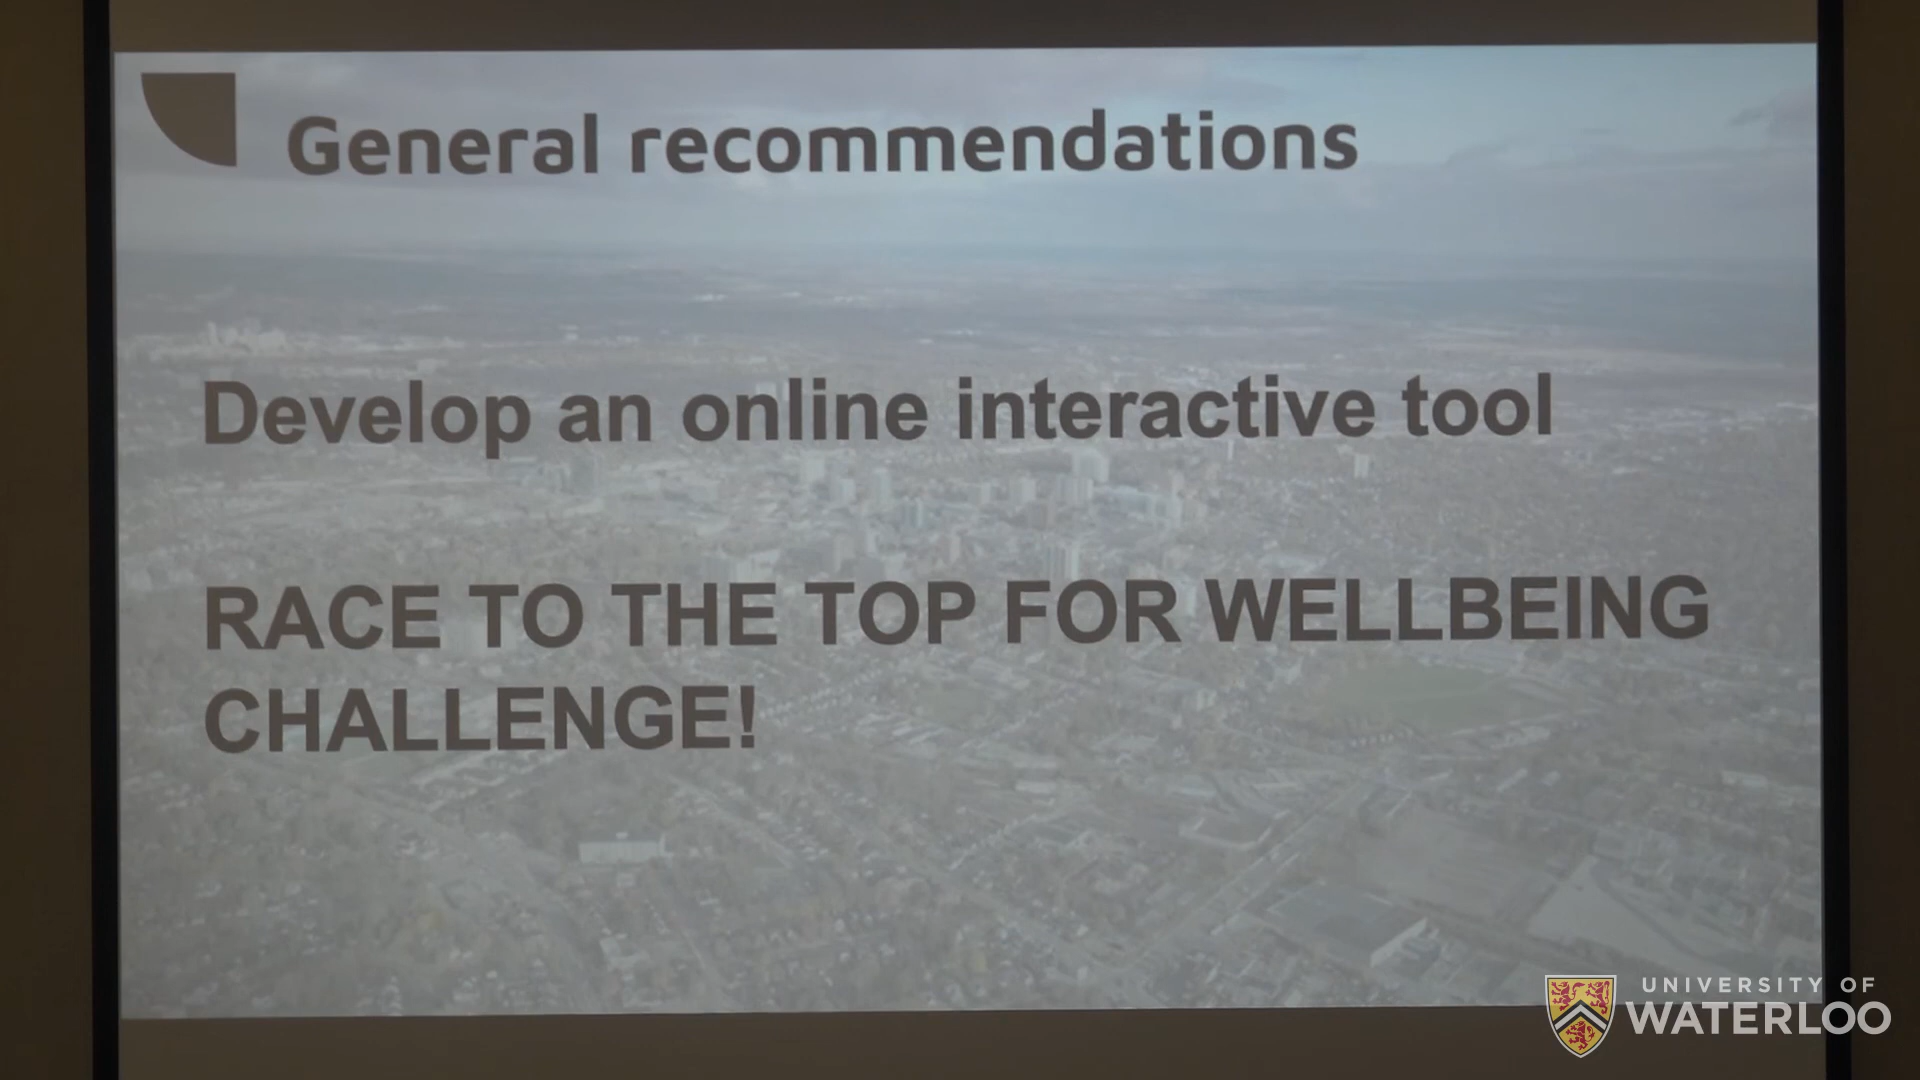 General recommendations
Develop an online interactive tool
RACE TO THE TOP FOR WELLBEING
CHALLENGE!
UNIVERSITY OF
WATERLOO